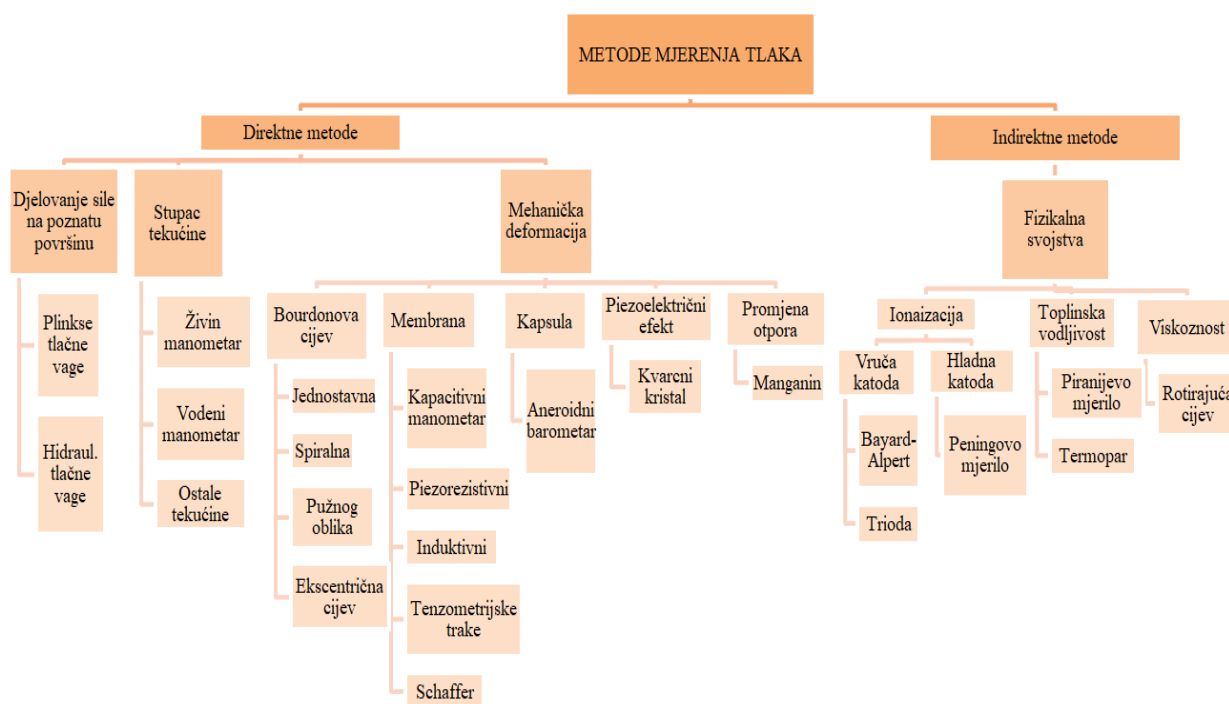 METODE MJERENJA TLAKA
Direktne metode
Indirektne metode
Djelovanje sile
na poznatu
površinu
Stupac
tekućine
Mehanička
deformacija
Fizikalna
svojstva
Plinkse
tlačne
vage
Hidraul.
tlačne
vage
Živin
manometar
Vodeni
manometar
Ostale
tekućine
Bourdonova
cijev
Jednostavna
Spiralna
Pužnog
oblika
Ekscentrična
cijev
Membrana
Kapacitivni
manometar
Piezorezistivni
Induktivni
Tenzometrijske
trake
Schaffer
Kapsula
Aneroidni
barometar
Piezoelektrični
efekt
Kvarcni
kristal
Promjena
otpora
Manganin
Ionaizacija
Vruča
katoda
Bayard-
Alpert
Trioda
Hladna
katoda
Peningovo
mjerilo
Toplinska
vodljivost
Piranijevo
mjerilo
Termopar
Viskoznost
Rotirajuća
cijev